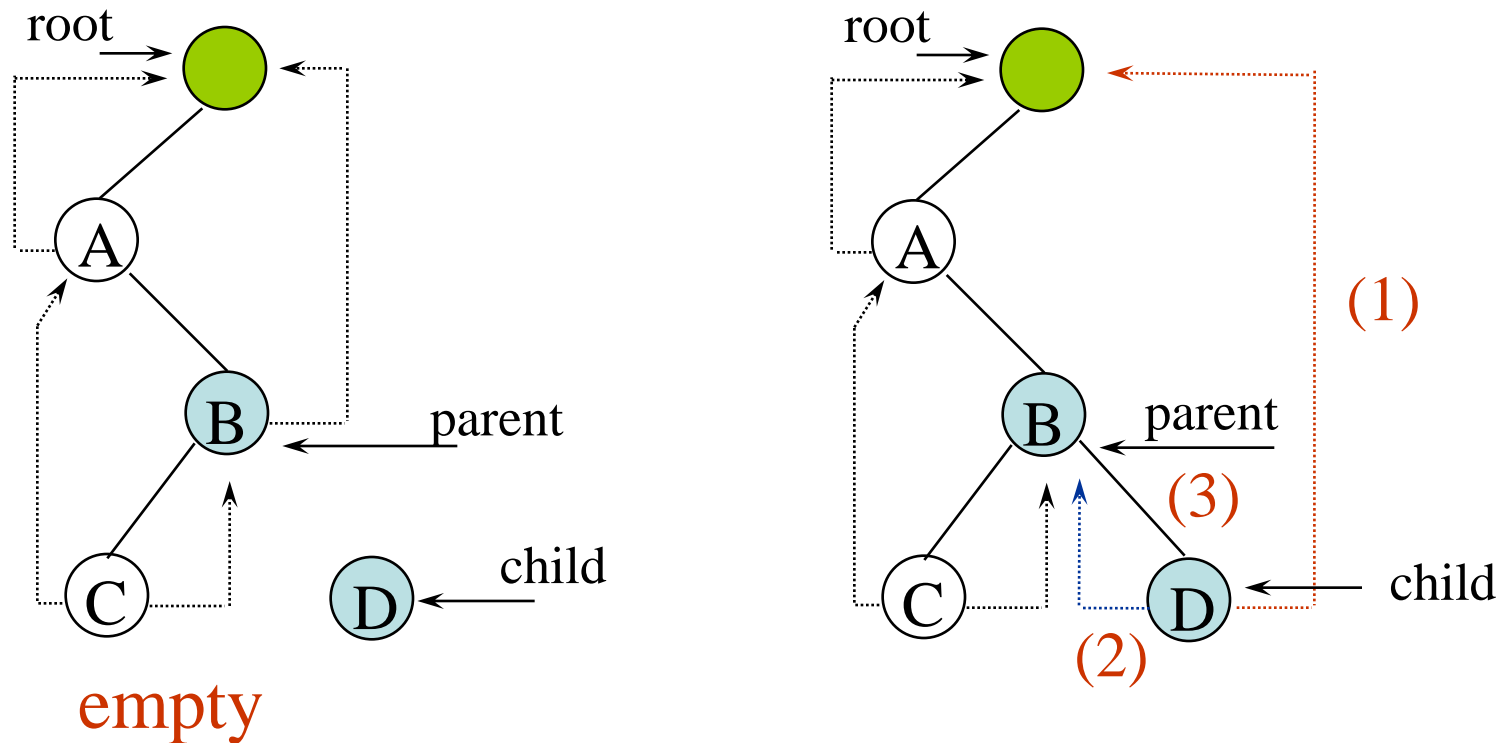 root
A
B
parent
C
D
child
empty
root
A
(1)
B
parent
(3)
C
D
child
(2)